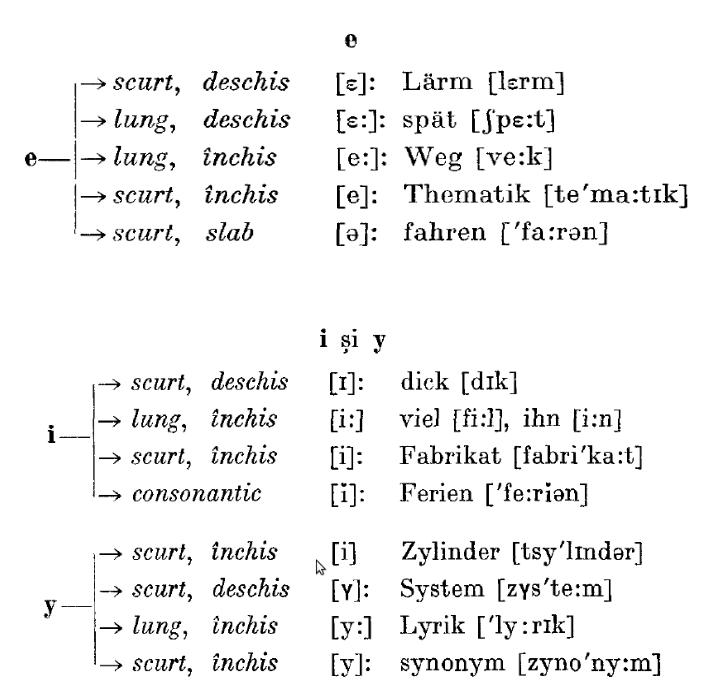 e
→ scurt, deschis [ɛ]: Lärm [lɛrm]
→ lung, deschis [ɛ:]: spät [ʃpɛ:t]
e → lung, închis [e:]: Weg [ve:k]
→ scurt, închis [e]: Thematik [te′ma:tɪk]
→ scurt, slab [ə]: fahren [′fa:rən]
i și y
→ scurt, deschis [ɪ]: dick [dɪk]
→ lung, închis [i:] viel [fi:l], ihn [i:n]
i
→ scurt, închis [i]: Fabrikat [fabri′ka:t]
→ consonantic [ĭ]: Ferien [′fe:rĭən]
→ scurt, închis [i] Zylinder [tsy′lɪndər]
→ scurt, deschis [ʏ]: System [zʏs′te:m]
y
→ lung, închis [y:] Lyrik [′ly:rɪk]
→ scurt, închis [y]: synonym [zyno′ny:m]